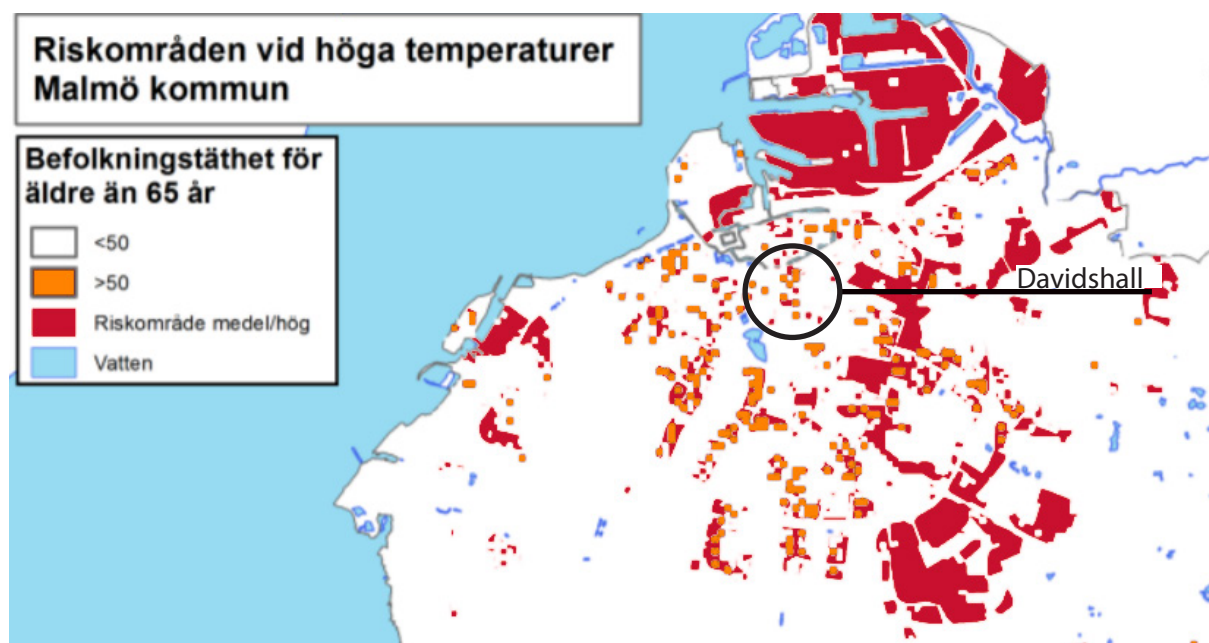 Riskområden vid höga temperaturer
Malmö kommun
Befolkningstäthet för
äldre än 65 år
<50
>50
Riskområde medel/hög
Vatten
Davidshall